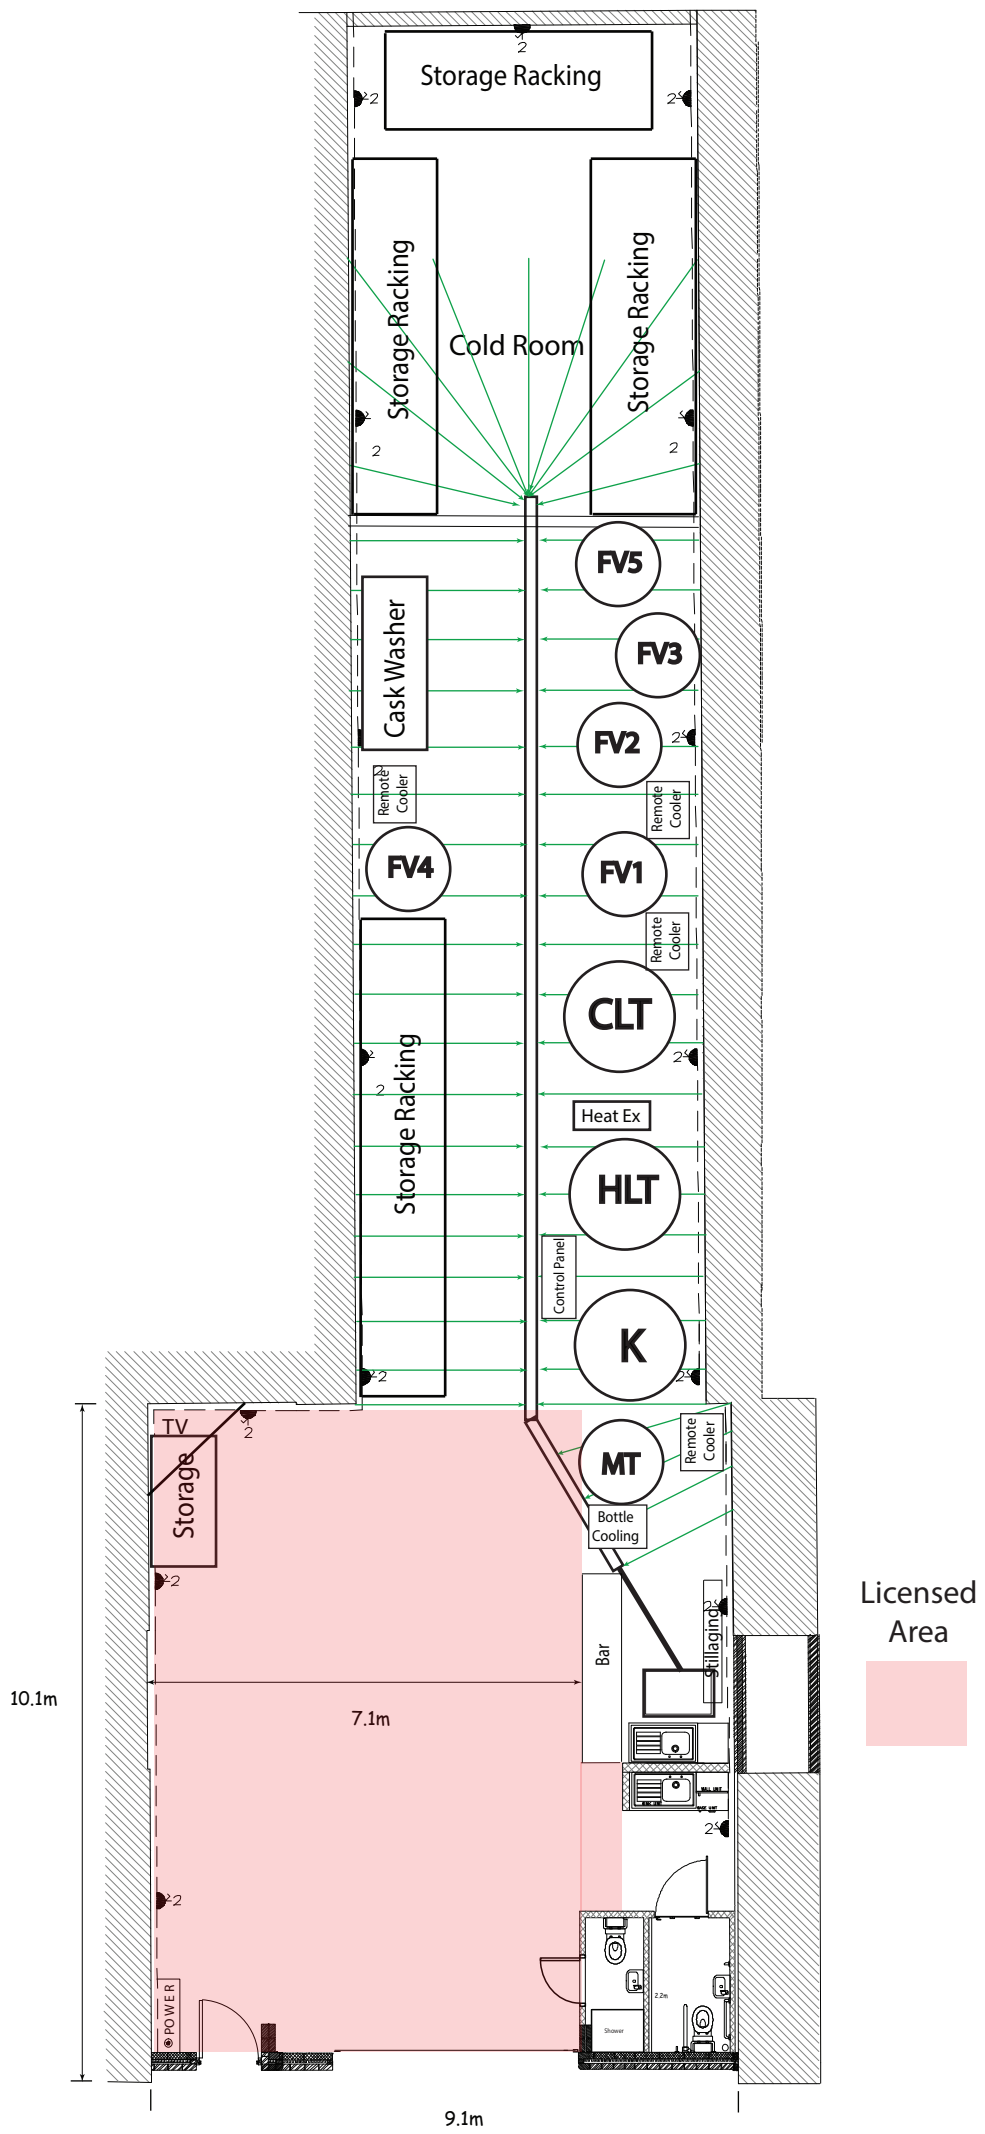 2
Storage Racking
2
2
Storage Racking
Storage Racking
Cold Room
2
2
FV5
Cask Washer
FV3
FV2
2
2
Remote
Cooler
Remote
Cooler
FV4
FV1
Remote
Cooler
CLT
2
2
Storage Racking
Heat Ex
HLT
Control Panel
K
2
2
TV
2
Storage
MT
Remote
Cooler
Bottle
Cooling
2
2
Licensed
Area
Bar
Stillaging
10.1m
7.1m
WALL UNIT
2
2
POWER
2.2m
Shower
9.1m